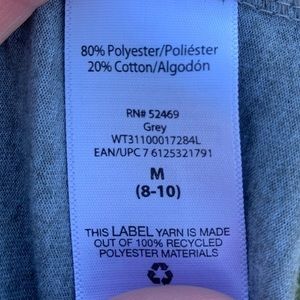 80% Polyester/Poliéster
20% Cotton/Algodón
RN# 52469
Grey
WT31100017284L
EAN/UPC 7 6125321791
M
(8-10)
THIS LABEL YARN IS MADE
OUT OF 100% RECYCLED
POLYESTER MATERIALS